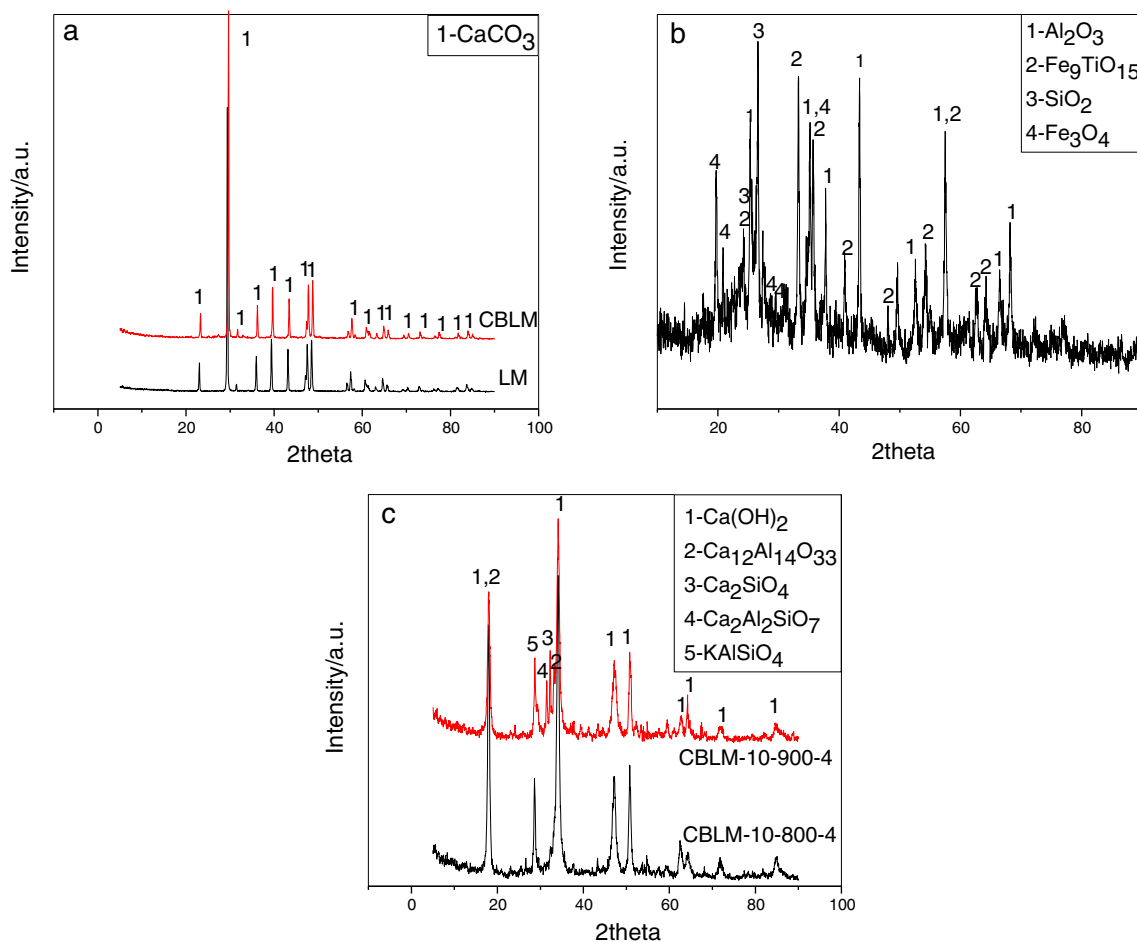 a
1-CaCO3
1
1
1
1
1
1
1
11
1
1
11
1
1
1
11
CBLM
LM
Intensity/a.u.
0 20 40 60 80 100
2theta
b
1-Al2O3
2-Fe9TiO15
3-SiO2
4-Fe3O4
3
2
1
1
1,4
2
1,2
4
3
2
1
4
1
2
1
2
1
2
2
2
4
4
Intensity/a.u.
20 40 60 80
2theta
c
1-Ca(OH)2
2-Ca12Al14O33
3-Ca2SiO4
4-Ca2Al2SiO7
5-KAlSiO4
1
1,2
5
3
4
2
1
1
1
1
1
1
CBLM-10-900-4
CBLM-10-800-4
Intensity/a.u.
0 20 40 60 80 100
2theta